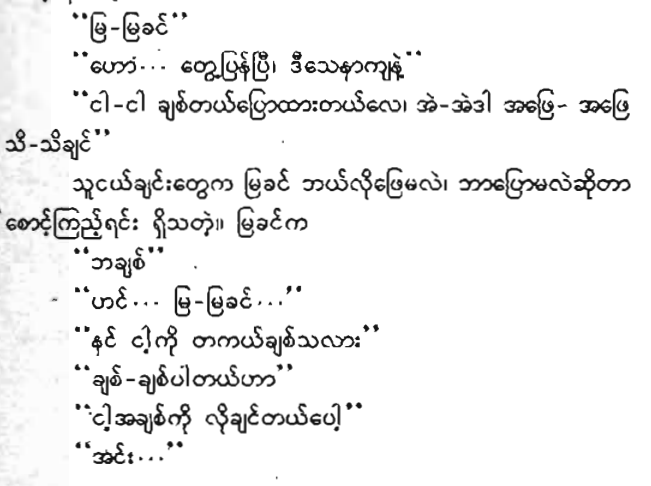 “မြ-မြခင်”
“ဟောံ... တွေ့ပြန်ပြီ၊ ဒီသေနာကျနဲ့”
“ငါ-ငါ ချစ်တယ်ပြောထားတယ်လေ၊ အဲ-အဲဒါ အဖြေ- အဖြေ
သိ-သိချင်”
သူငယ်ချင်းတွေက မြခင် ဘယ်လိုဖြေမလဲ၊ ဘာပြောမလဲဆိုတာ
စောင့်ကြည့်ရင်း ရှိသတဲ့။ မြခင်က
“ဘချစ်”
“ဟင်... မြ-မြခင်...”
“နင် ငါ့ကို တကယ်ချစ်သလား”
“ချစ်-ချစ်ပါတယ်ဟာ”
“ငါ့အချစ်ကို လိုချင်တယ်ပေါ့”
“အင်း...”